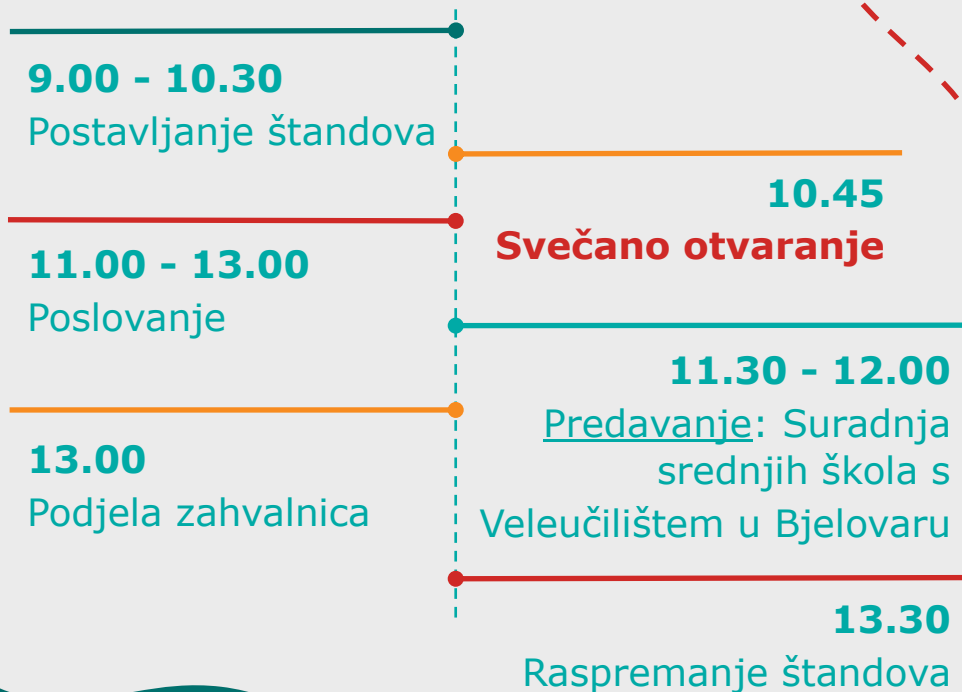 9.00 - 10.30
Postavljanje štandova
10.45
Svečano otvaranje
11.00 - 13.00
Poslovanje
11.30 - 12.00
Predavanje: Suradnja
srednjih škola s
Veleučilištem u Bjelovaru
13.00
Podjela zahvalnica
13.30
Raspremanje štandova